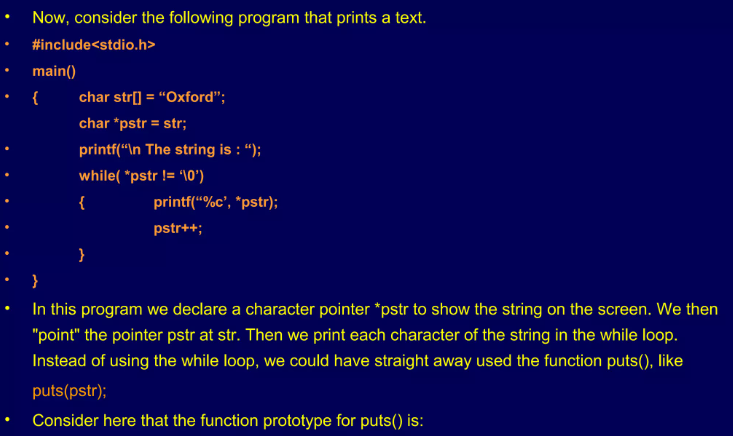 • Now, consider the following program that prints a text.
• #include<stdio.h>
• main()
• { char str[] = “Oxford”;
char *pstr = str;
• printf(“\n The string is : “);
• while( *pstr != ‘\0’)
• { printf(“%c’, *pstr);
• pstr++;
• }
• }
• In this program we declare a character pointer *pstr to show the string on the screen. We then
"point" the pointer pstr at str. Then we print each character of the string in the while loop.
Instead of using the while loop, we could have straight away used the function puts(), like
puts(pstr);
• Consider here that the function prototype for puts() is: